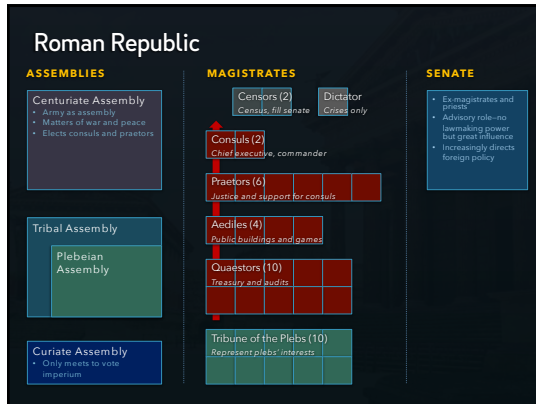 Roman Republic
ASSEMBLIES
Centuriate Assembly
• Army as assembly
• Matters of war and peace
• Elects consuls and praetors
Tribal Assembly
Plebeian
Assembly
Curiate Assembly
• Only meets to vote
imperium
MAGISTRATES
Censors (2)
Census, fill senate
Dictator
Crises only
Consuls (2)
Chief executive, commander
Praetors (6)
Justice and support for consuls
Aediles (4)
Public buildings and games
Quaestors (10)
Treasury and audits
Tribune of the Plebs (10)
Represent plebs' interests
SENATE
• Ex-magistrates and
priests
• Advisory role–no
lawmaking power
but great influence
• Increasingly directs
foreign policy